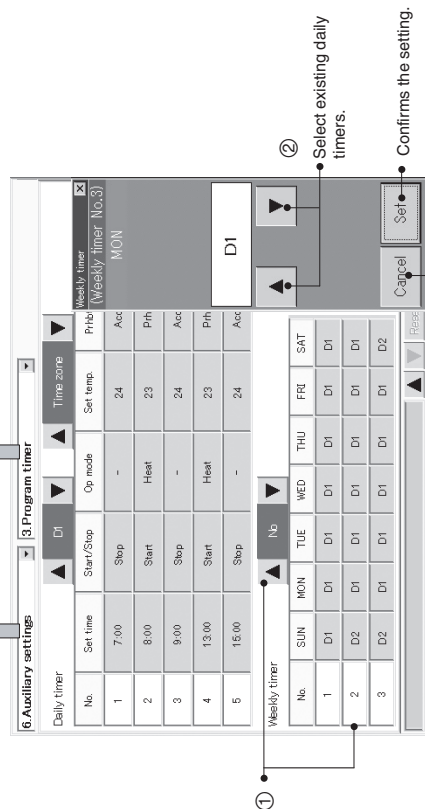 6.Auxiliary settings 3.Program timer
Daily timer D1 Time zone
No. Set time Start/Stop Op mode Set temp. Prhbt
1 7:00 Stop – 24 Acc
2 8:00 Start Heat 23 Prh
3 9:00 Stop – 24 Acc
4 13:00 Start Heat 23 Prh
5 15:00 Stop – 24 Acc
① Weekly timer No
No. SUN MON TUE WED THU FRI SAT
1 D1 D1 D1 D1 D1 D1 D1
2 D2 D1 D1 D1 D1 D1 D1
3 D2 D1 D1 D1 D1 D1 D2
Rese
Weekly timer
(Weekly timer No.3)
MON
D1
② Select existing daily
timers.
Cancel Set
Confirms the setting.